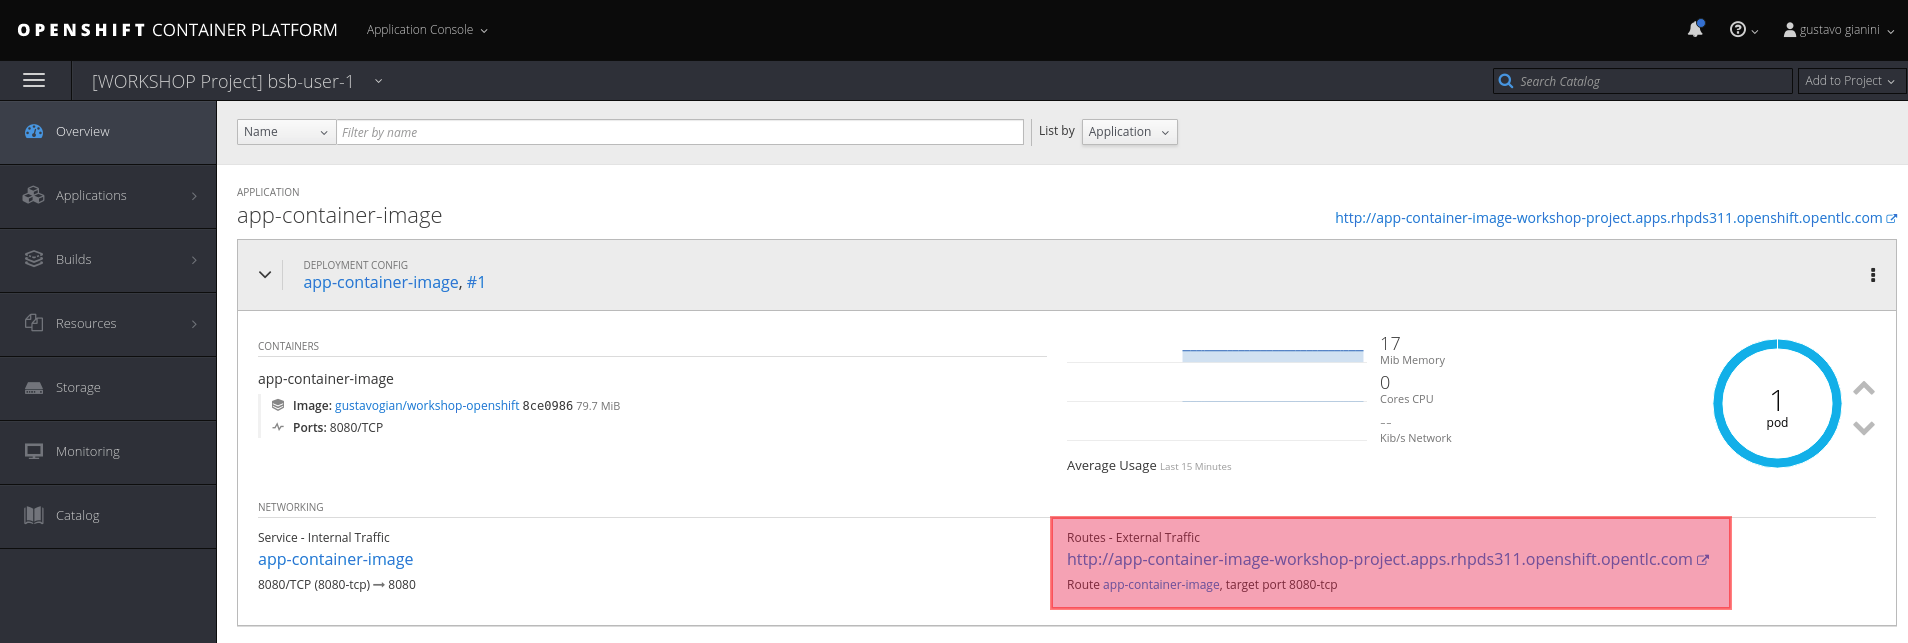 OPENSHIFT CONTAINER PLATFORM
Application Console
gustavo gianini
[WORKSHOP Project] bsb-user-1
Search Catalog
Add to Project
Overview
Applications
Builds
Resources
Storage
Monitoring
Catalog
Name
Filter by name
List by
Application
APPLICATION
app-container-image
http://app-container-image-workshop-project.apps.rhpds311.openshift.opentlc.com
DEPLOYMENT CONFIG
app-container-image, #1
CONTAINERS
app-container-image
Image: gustavogian/workshop-openshift 8ce0986 79.7 MiB
Ports: 8080/TCP
17
Mib Memory
0
Cores CPU
--
Kib/s Network
Average Usage Last 15 Minutes
1
pod
NETWORKING
Service - Internal Traffic
app-container-image
8080/TCP (8080-tcp) → 8080
Routes - External Traffic
http://app-container-image-workshop-project.apps.rhpds311.openshift.opentlc.com
Route app-container-image, target port 8080-tcp